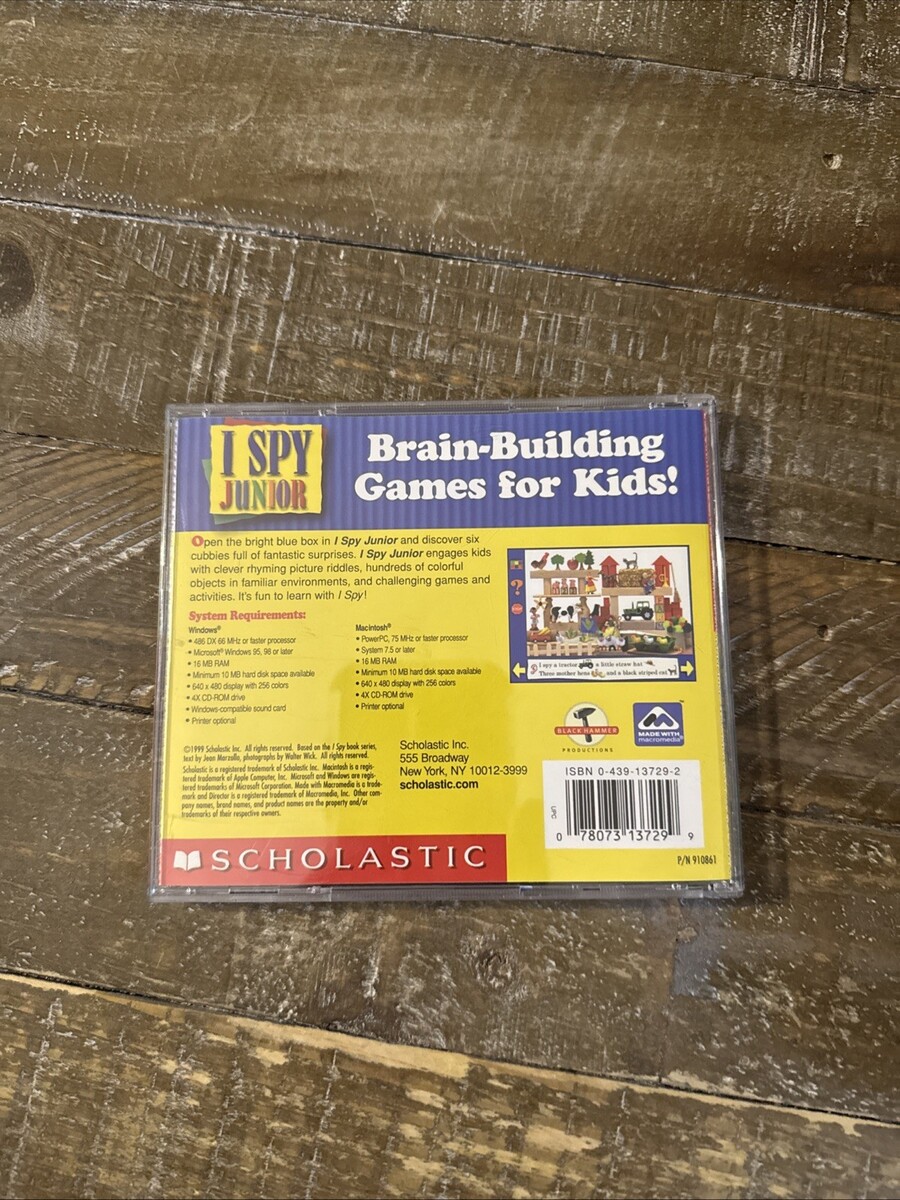 I SPY
JUNIOR
Brain-Building
Games for Kids!
Open the bright blue box in I Spy Junior and discover six
cubbies full of fantastic surprises. I Spy Junior engages kids
with clever rhyming picture riddles, hundreds of colorful
objects in familiar environments, and challenging games and
activities. It's fun to learn with I Spy!
System Requirements:
Windows®
• 486 DX 66 MHz or faster processor
• Microsoft® Windows 95, 98 or later
• 16 MB RAM
• Minimum 10 MB hard disk space available
• 640 x 480 display with 256 colors
• 4X CD-ROM drive
• Windows-compatible sound card
• Printer optional
Macintosh®
• PowerPC, 75 MHz or faster processor
• System 7.5 or later
• 16 MB RAM
• Minimum 10 MB hard disk space available
• 640 x 480 display with 256 colors
• 4X CD-ROM drive
• Printer optional
?
I spy a tractor a little straw hat
Three mother hens and a black striped cat
BLACK HAMMER
PRODUCTIONS
MADE WITH
macromedia®
©1999 Scholastic Inc. All rights reserved. Based on the I Spy book series,
text by Jean Marzollo, photographs by Walter Wick. All rights reserved.
Scholastic is a registered trademark of Scholastic Inc. Macintosh is a regis-
tered trademark of Apple Computer, Inc. Microsoft and Windows are regis-
tered trademarks of Microsoft Corporation. Made with Macromedia is a trade-
mark and Director is a registered trademark of Macromedia, Inc. Other com-
pany names, brand names, and product names are the property and/or
trademarks of their respective owners.
Scholastic Inc.
555 Broadway
New York, NY 10012-3999
scholastic.com
ISBN 0-439-13729-2
UPC
0 78073 13729 9
SCHOLASTIC
P/N 910861